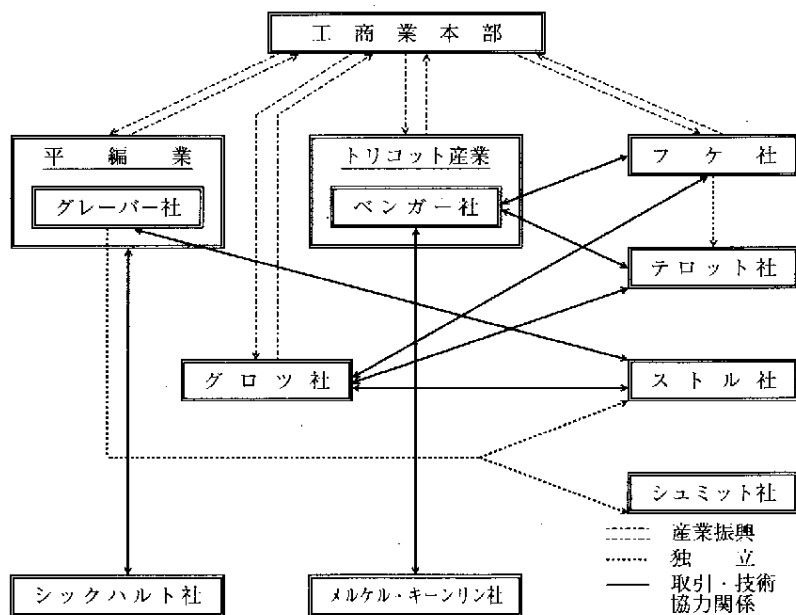 工商業本部
平編業
トリコット産業
フケ社
グレーバー社
ベンガー社
テロット社
グロツ社
ストル社
シュミット社
産業振興
独立
取引・技術
協力関係
シックハルト社
メルケル・キーンリン社